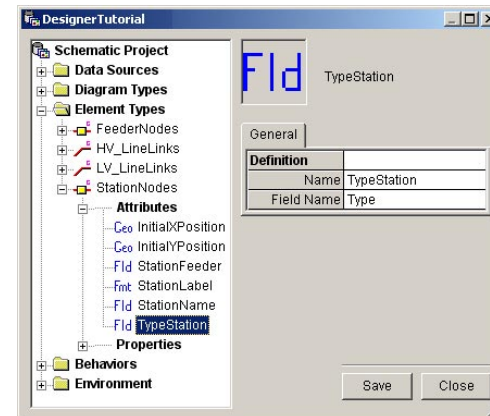 DesignerTutorial
Schematic Project
Data Sources
Diagram Types
Element Types
FeederNodes
HV_LineLinks
LV_LineLinks
StationNodes
Attributes
Geo InitialXPosition
Geo InitialYPosition
Fld StationFeeder
Fmt StationLabel
Fld StationName
Fld TypeStation
Properties
Behaviors
Environment
Fld TypeStation
General
Definition
Name TypeStation
Field Name Type
Save Close